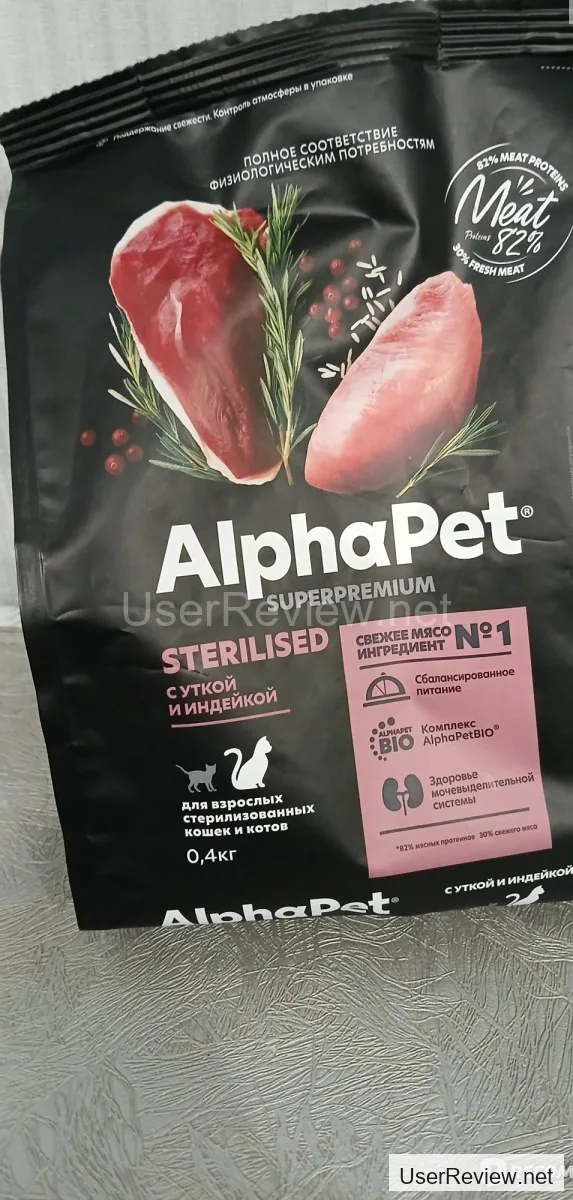 Поддержание свежести. Контроль атмосферы в упаковке
ПОЛНОЕ СООТВЕТСТВИЕ
ФИЗИОЛОГИЧЕСКИМ ПОТРЕБНОСТЯМ
82% MEAT PROTEINS
Meat
Proteins 82%
30% FRESH MEAT
AlphaPet®
SUPERPREMIUM
UserReview.net
STERILISED
С УТКОЙ
И ИНДЕЙКОЙ
СВЕЖЕЕ МЯСО
ИНГРЕДИЕНТ №1
Сбалансированное
питание
ALPHAPET
BIO
Комплекс
AlphaPetBIO®
Здоровье
мочевыделительной
системы
*82% мясных протеинов 30% свежего мяса
для взрослых
стерилизованных
кошек и котов
0,4кг
AlphaPet®
С УТКОЙ И ИНДЕЙКОЙ
UserReview.net